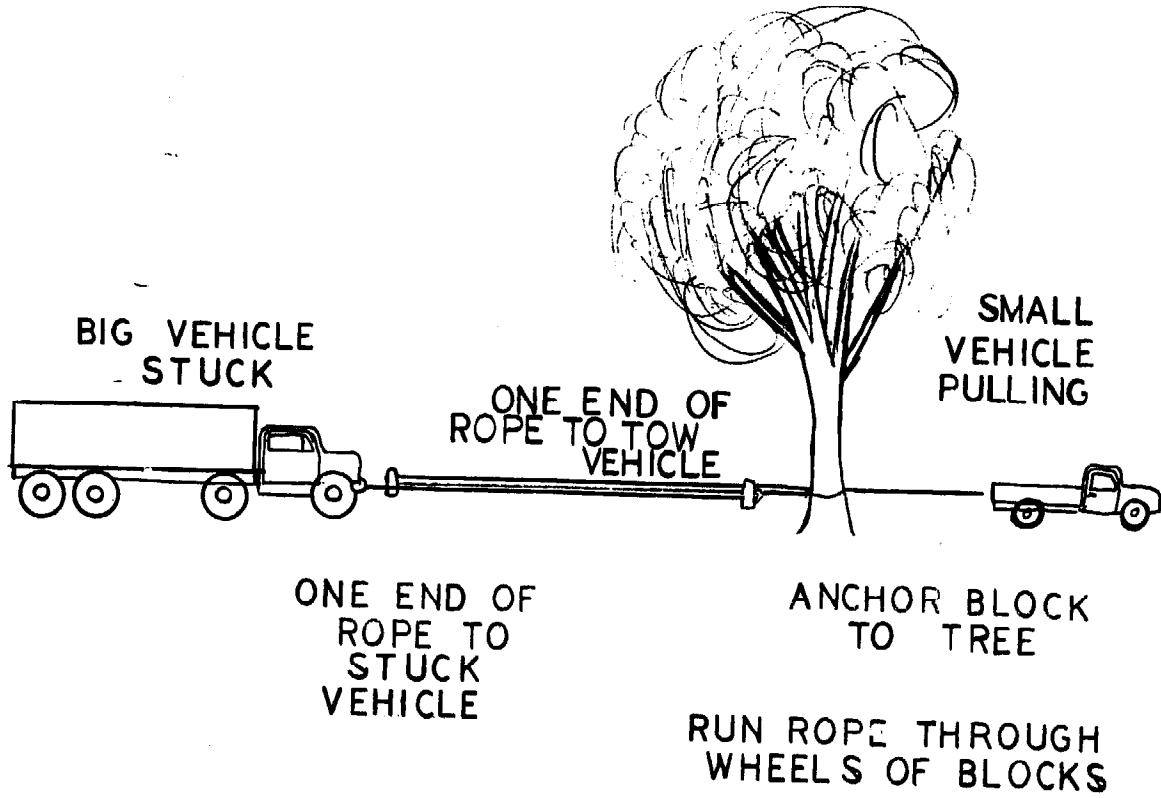 BIG VEHICLE
STUCK
ONE END OF
ROPE TO TOW
VEHICLE
SMALL
VEHICLE
PULLING
ONE END OF
ROPE TO
STUCK
VEHICLE
ANCHOR BLOCK
TO TREE
RUN ROPE THROUGH
WHEELS OF BLOCKS